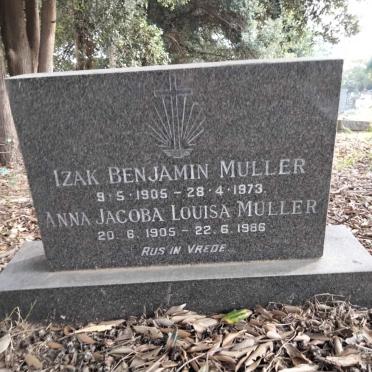 IZAK BENJAMIN MULLER
9·5·1905 - 28·4·1973.
ANNA JACOBA LOUISA MULLER
20.6.1905 - 22.6.1986
RUS IN VREDE